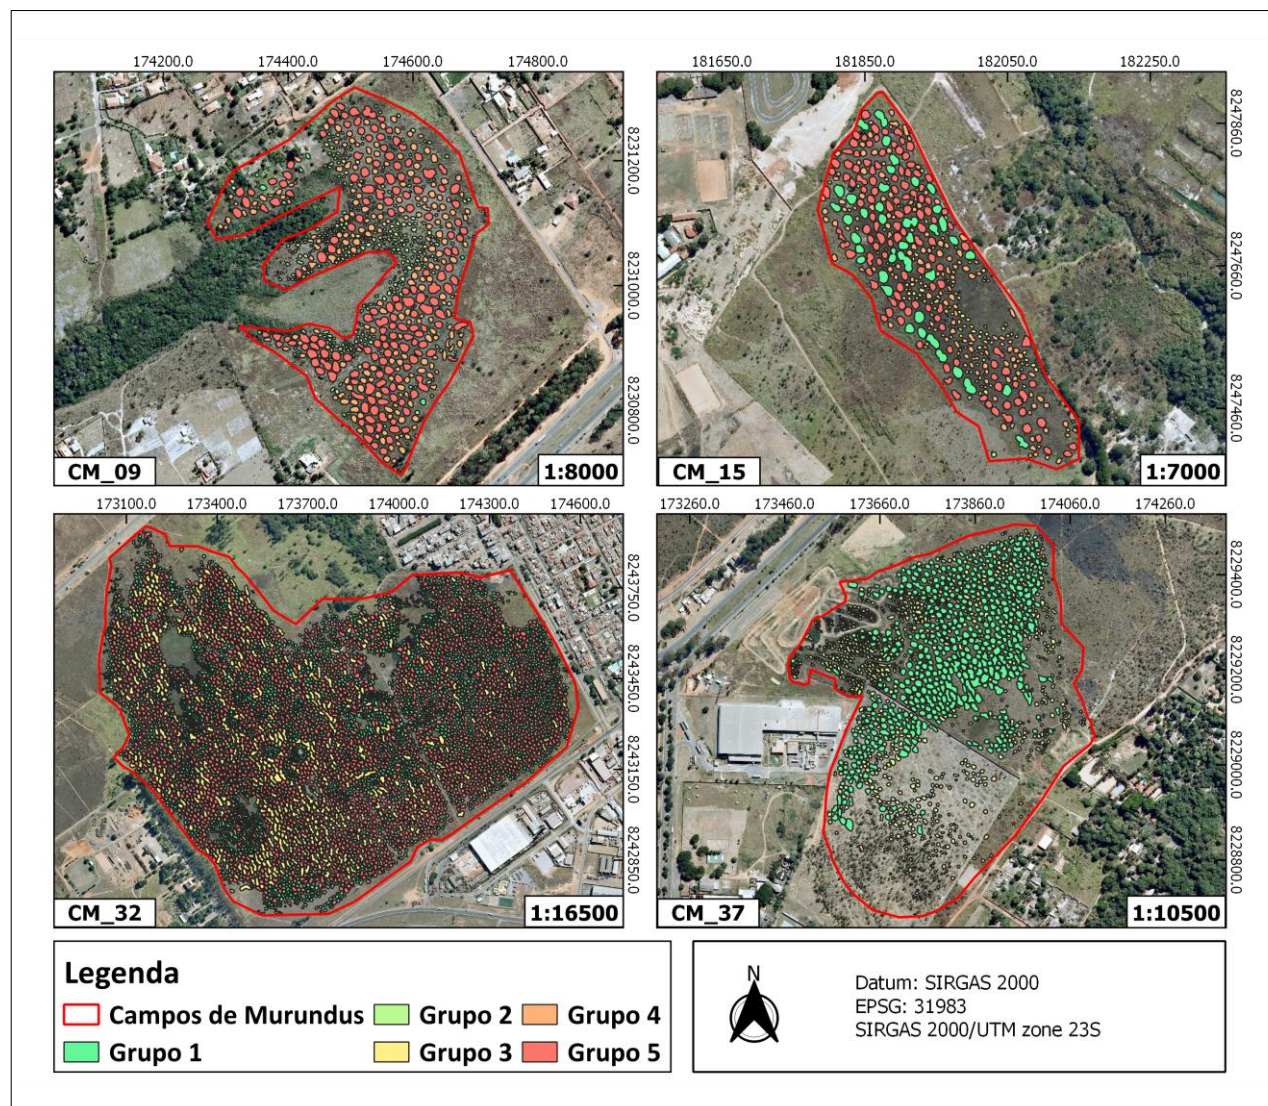 174200.0 174400.0 174600.0 174800.0
8231200.0
8231000.0
8230800.0
CM_09
1:8000
181650.0 181850.0 182050.0 182250.0
8247860.0
8247660.0
8247460.0
CM_15
1:7000
173100.0 173400.0 173700.0 174000.0 174300.0 174600.0
8243750.0
8243450.0
8243150.0
8242850.0
CM_32
1:16500
173260.0 173460.0 173660.0 173860.0 174060.0 174260.0
8229400.0
8229200.0
8229000.0
8228800.0
CM_37
1:10500
Legenda
Campos de Murundus
Grupo 1
Grupo 2
Grupo 3
Grupo 4
Grupo 5
N
Datum: SIRGAS 2000
EPSG: 31983
SIRGAS 2000/UTM zone 23S